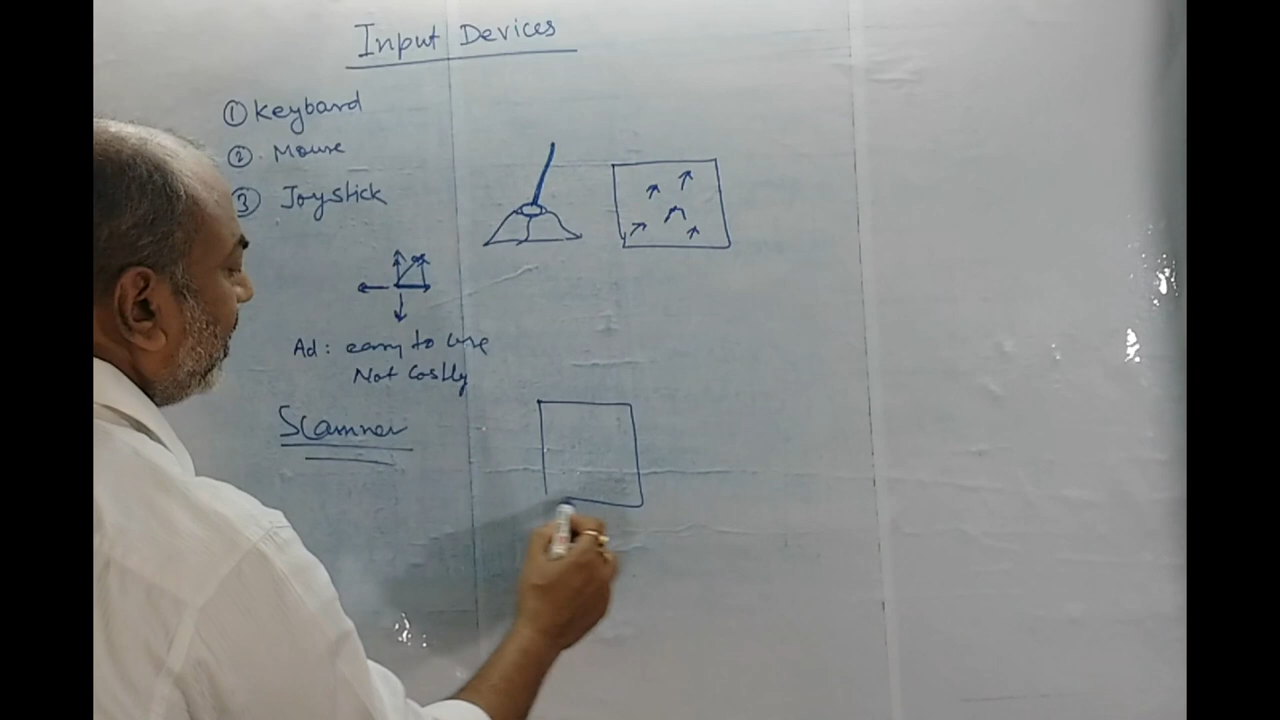 Input Devices
① Keyboard
② Mouse
③ Joystick
Ad: easy to use
Not Costly
Scanner